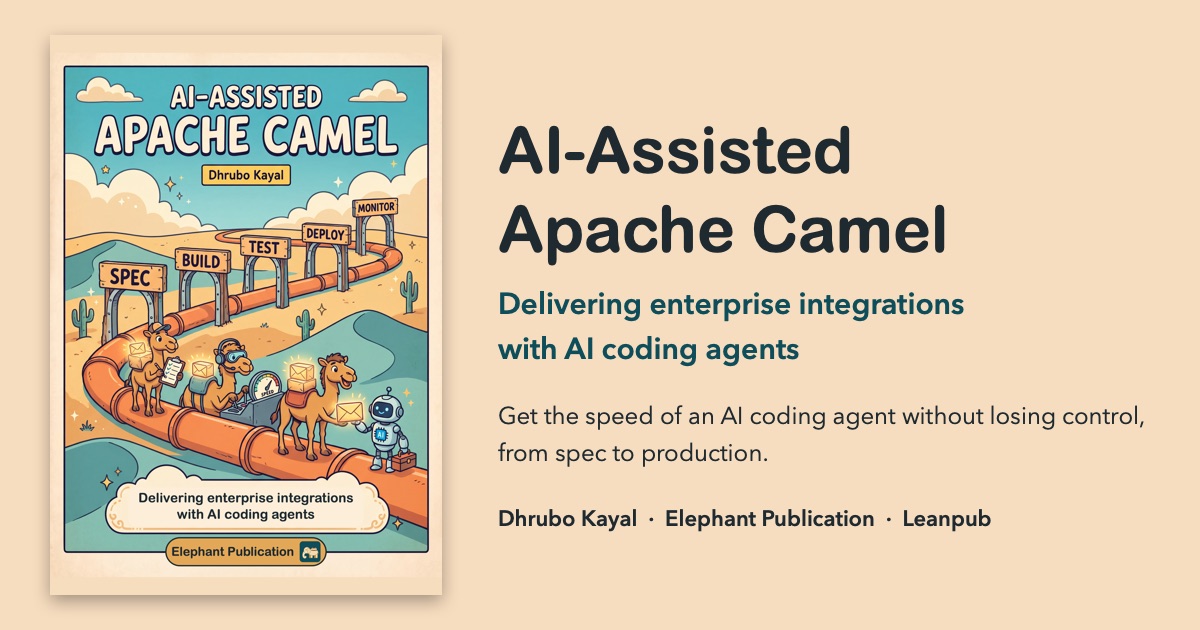 AI-ASSISTED
APACHE CAMEL
Dhrubo Kayal
MONITOR
DEPLOY
TEST
BUILD
SPEC
SPEED
AI
Delivering enterprise integrations
with AI coding agents
Elephant Publication
AI-Assisted
Apache Camel
Delivering enterprise integrations
with AI coding agents
Get the speed of an AI coding agent without losing control,
from spec to production.
Dhrubo Kayal · Elephant Publication · Leanpub